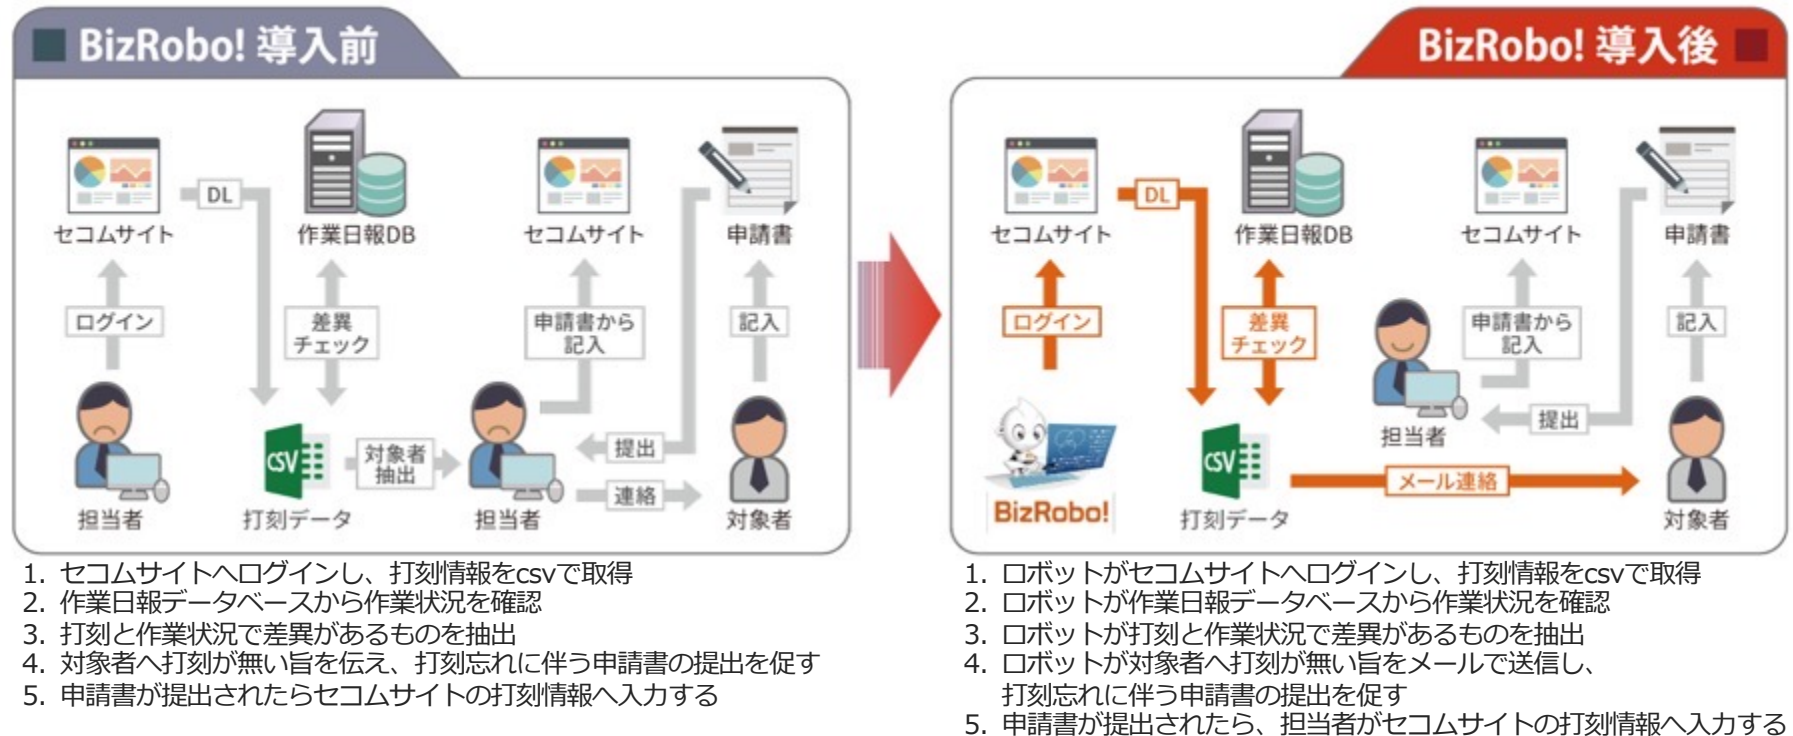 BizRobo! 導入前
DL
セコムサイト
作業日報DB
セコムサイト
申請書
ログイン
差異
チェック
申請書から
記入
記入
CSV
対象者
抽出
提出
連絡
担当者
打刻データ
担当者
対象者
1. セコムサイトへログインし、打刻情報をcsvで取得
2. 作業日報データベースから作業状況を確認
3. 打刻と作業状況で差異があるものを抽出
4. 対象者へ打刻が無い旨を伝え、打刻忘れに伴う申請書の提出を促す
5. 申請書が提出されたらセコムサイトの打刻情報へ入力する
BizRobo! 導入後
DL
セコムサイト
作業日報DB
セコムサイト
申請書
ログイン
差異
チェック
申請書から
記入
記入
提出
担当者
CSV
メール連絡
BizRobo!
打刻データ
対象者
1. ロボットがセコムサイトへログインし、打刻情報をcsvで取得
2. ロボットが作業日報データベースから作業状況を確認
3. ロボットが打刻と作業状況で差異があるものを抽出
4. ロボットが対象者へ打刻が無い旨をメールで送信し、
打刻忘れに伴う申請書の提出を促す
5. 申請書が提出されたら、担当者がセコムサイトの打刻情報へ入力する